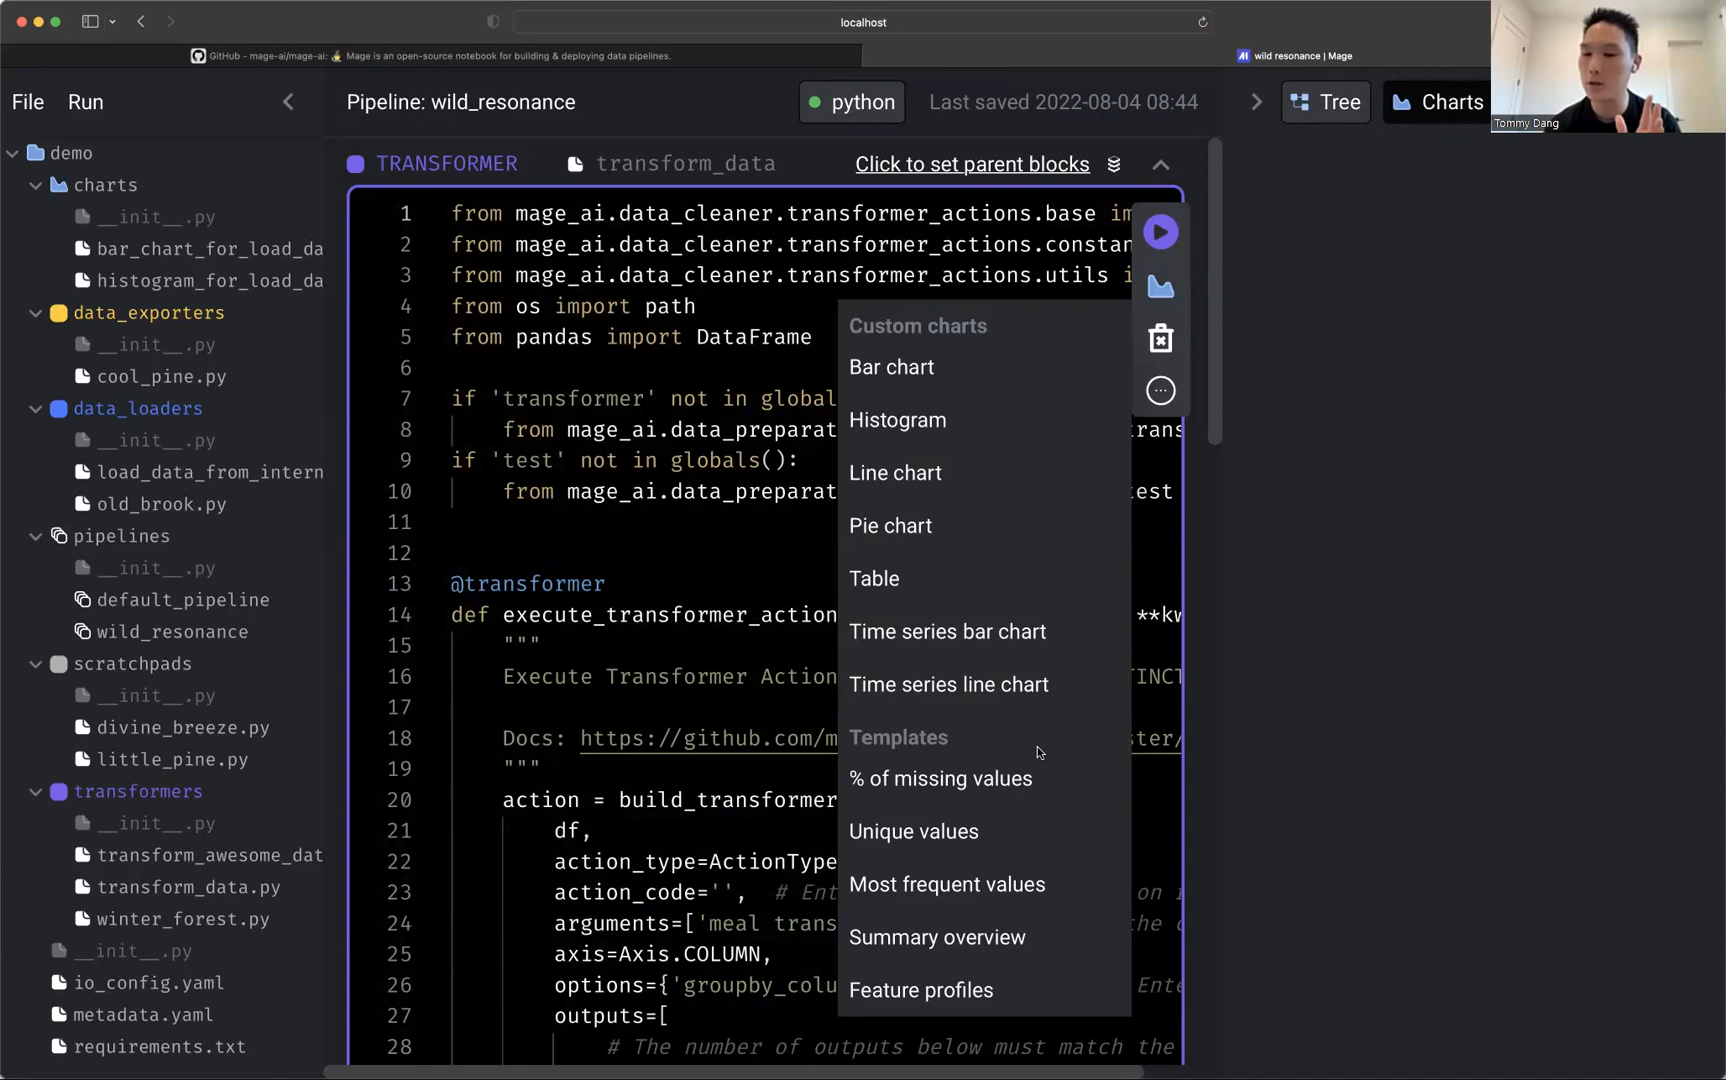 localhost
GitHub - mage-ai/mage-ai: 🧙 Mage is an open-source notebook for building & deploying data pipelines.
wild resonance | Mage
Tommy Dang
File Run
Pipeline: wild_resonance
python
Last saved 2022-08-04 08:44
Tree
Charts
demo
charts
__init__.py
bar_chart_for_load_da
histogram_for_load_da
data_exporters
__init__.py
cool_pine.py
data_loaders
__init__.py
load_data_from_intern
old_brook.py
pipelines
__init__.py
default_pipeline
wild_resonance
scratchpads
__init__.py
divine_breeze.py
little_pine.py
transformers
__init__.py
transform_awesome_dat
transform_data.py
winter_forest.py
__init__.py
io_config.yaml
metadata.yaml
requirements.txt
TRANSFORMER transform_data Click to set parent blocks
1 from mage_ai.data_cleaner.transformer_actions.base im
2 from mage_ai.data_cleaner.transformer_actions.constan
3 from mage_ai.data_cleaner.transformer_actions.utils i
4 from os import path
5 from pandas import DataFrame
6
7 if 'transformer' not in global
8 from mage_ai.data_preparat trans
9 if 'test' not in globals():
10 from mage_ai.data_preparat test
11
12
13 @transformer
14 def execute_transformer_action **kw
15 """
16 Execute Transformer Action TINCT
17
18 Docs: https://github.com/m ster/
19 """
20 action = build_transformer
21 df,
22 action_type=ActionType
23 action_code='', # Ent on i
24 arguments=['meal trans the c
25 axis=Axis.COLUMN,
26 options={'groupby_colu Ente
27 outputs=[
28 # The number of outputs below must match the
Custom charts
Bar chart
Histogram
Line chart
Pie chart
Table
Time series bar chart
Time series line chart
Templates
% of missing values
Unique values
Most frequent values
Summary overview
Feature profiles